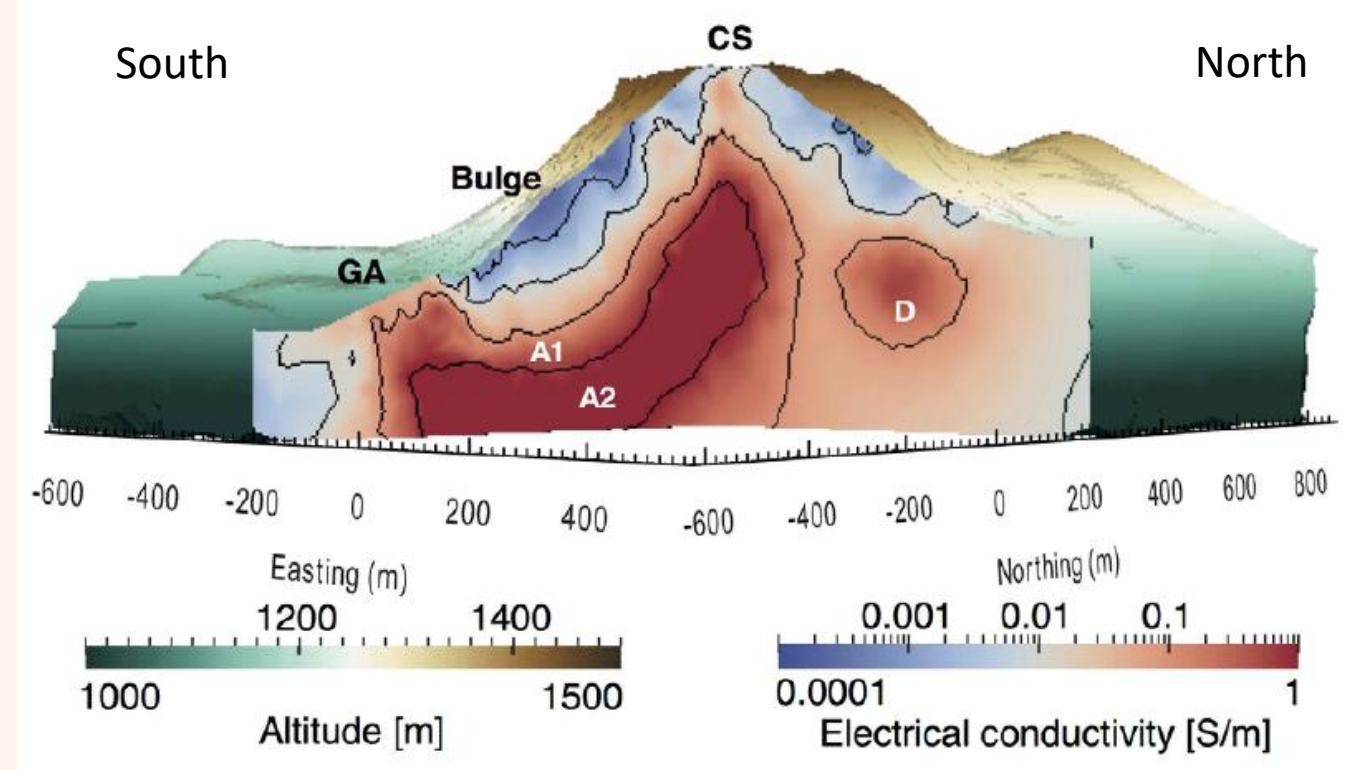 CS
South
North
Bulge
GA
D
A1
A2
-600 -400 -200 0 200 400 -600 -400 -200 0 200 400 600 800
Easting (m)
Northing (m)
1200 1400
0.001 0.01 0.1
1000 1500
0.0001 1
Altitude [m]
Electrical conductivity [S/m]